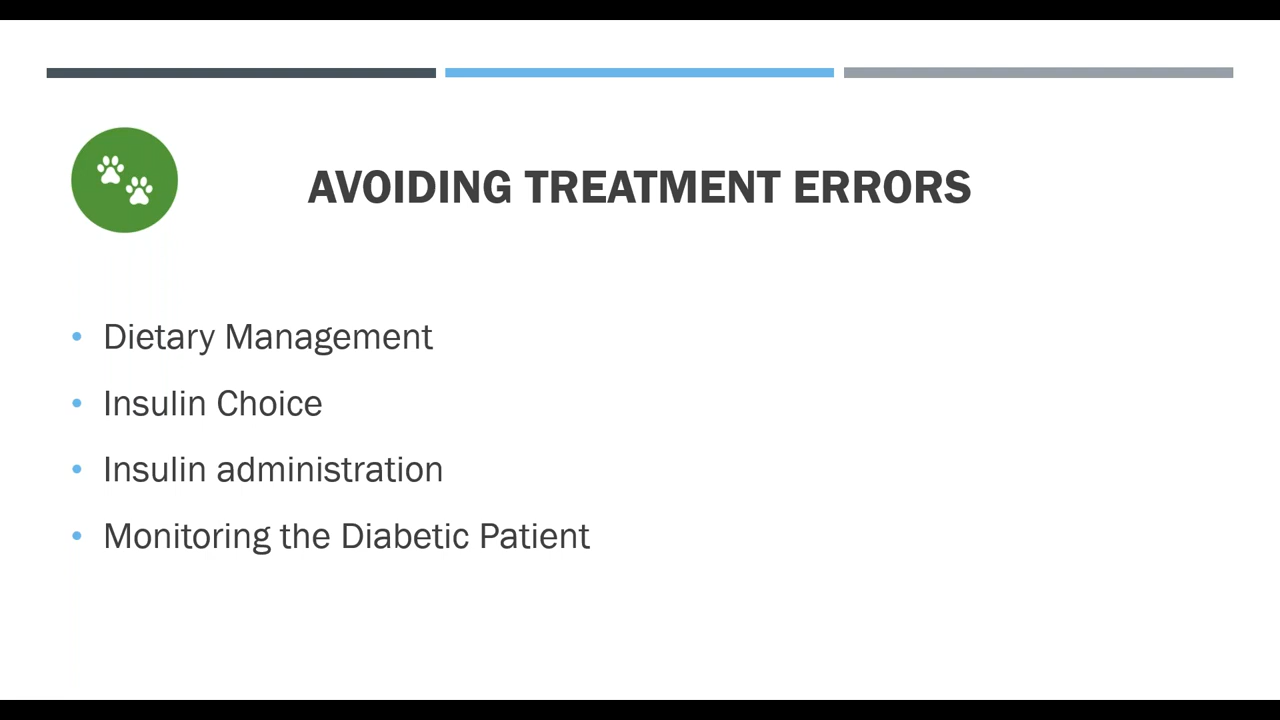 AVOIDING TREATMENT ERRORS
• Dietary Management
• Insulin Choice
• Insulin administration
• Monitoring the Diabetic Patient